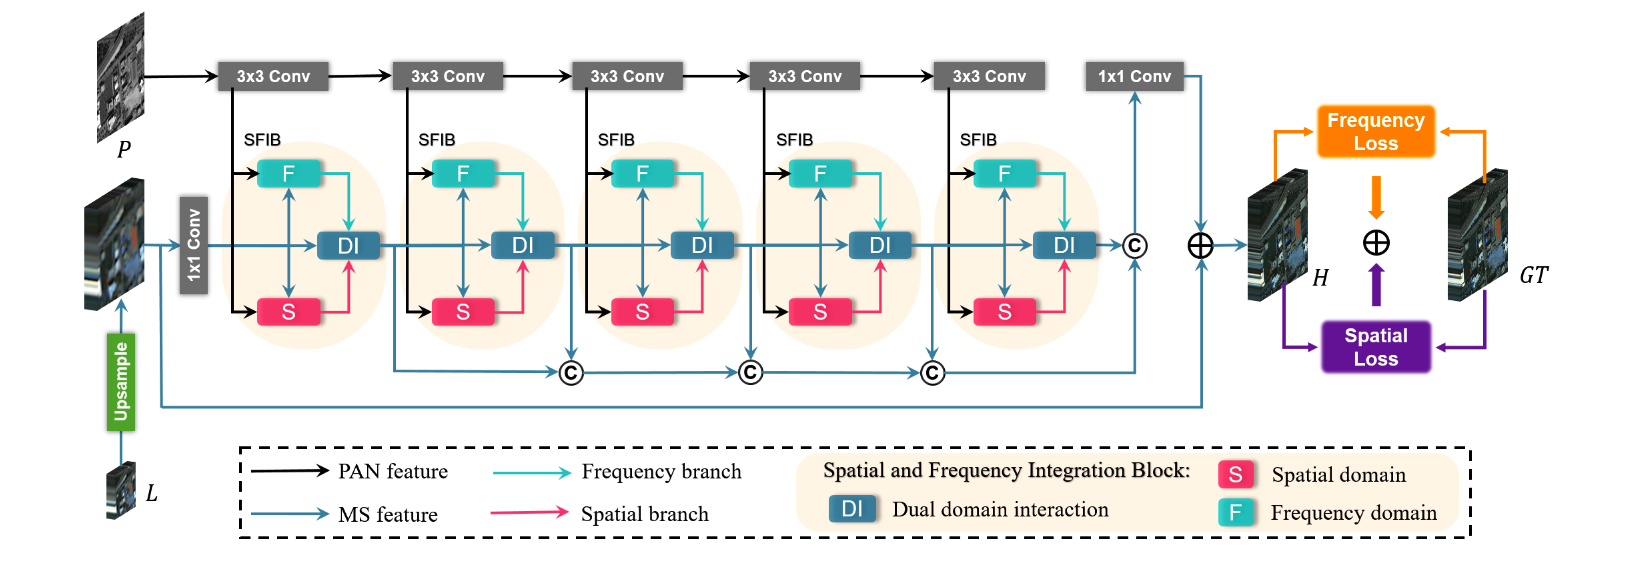 3x3 Conv
3x3 Conv
3x3 Conv
3x3 Conv
3x3 Conv
1x1 Conv
P
SFIB
SFIB
SFIB
SFIB
SFIB
F
F
F
F
F
1x1 Conv
DI
DI
DI
DI
DI
C
S
S
S
S
S
C
C
C
Upsample
L
Frequency
Loss
H
GT
Spatial
Loss
PAN feature
Frequency branch
MS feature
Spatial branch
Spatial and Frequency Integration Block:
DI
Dual domain interaction
S
Spatial domain
F
Frequency domain